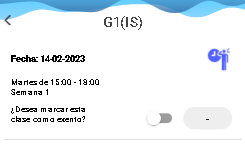 G1(IS)
Fecha: 14-02-2023
Martes de 15:00 - 18:00
Semana 1
¿Desea marcar esta
clase como exento?
-